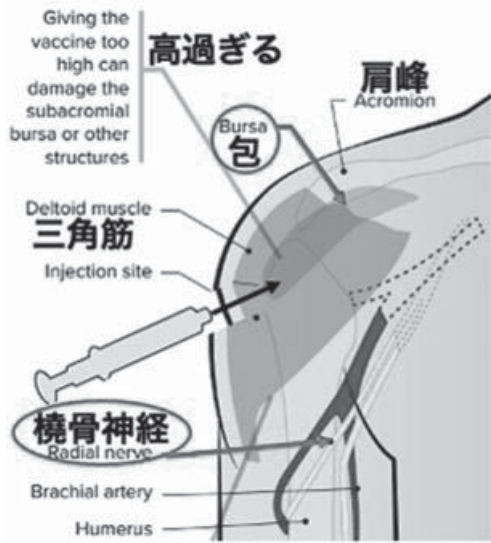 Giving the
vaccine too
high can
damage the
subacromial
bursa or other
structures
高過ぎる
肩峰
Acromion
Bursa
包
Deltoid muscle
三角筋
Injection site
橈骨神経
Radial nerve
Brachial artery
Humerus